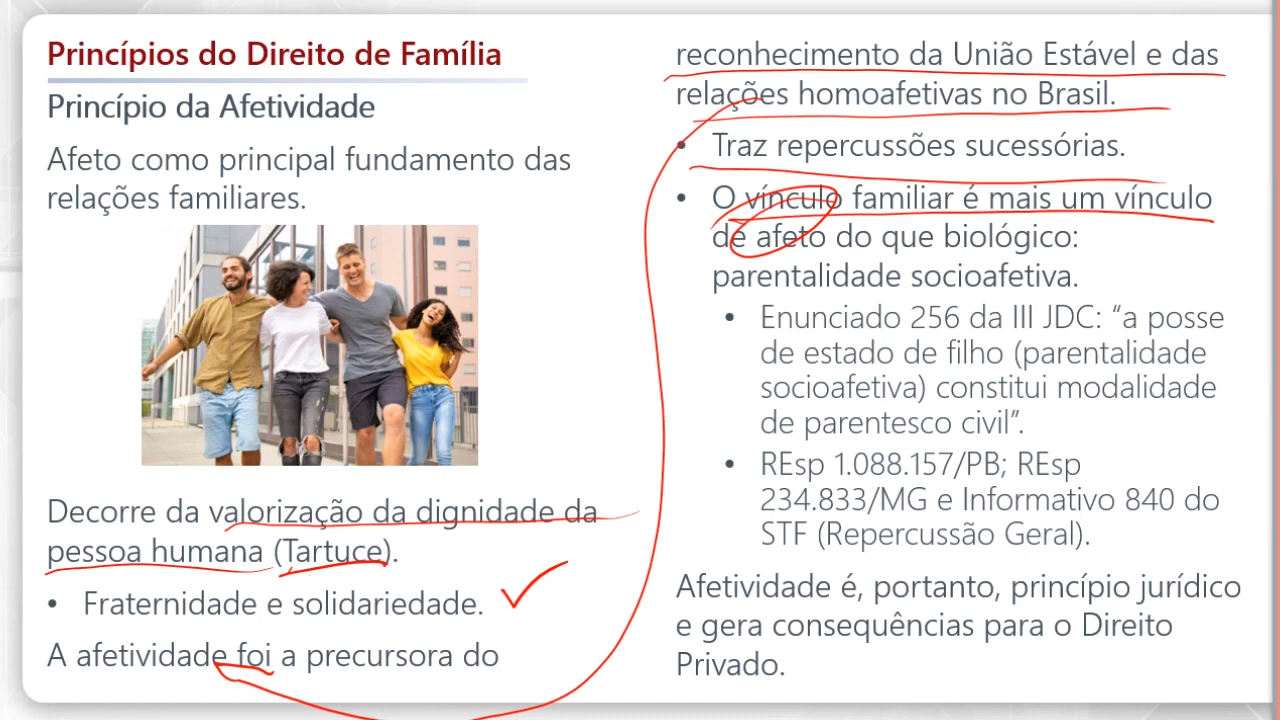 Princípios do Direito de Família
Princípio da Afetividade
Afeto como principal fundamento das
relações familiares.
Decorre da valorização da dignidade da
pessoa humana (Tartuce).
• Fraternidade e solidariedade.
A afetividade foi a precursora do
reconhecimento da União Estável e das
relações homoafetivas no Brasil.
• Traz repercussões sucessórias.
• O vínculo familiar é mais um vínculo
de afeto do que biológico:
parentalidade socioafetiva.
• Enunciado 256 da III JDC: “a posse
de estado de filho (parentalidade
socioafetiva) constitui modalidade
de parentesco civil”.
• REsp 1.088.157/PB; REsp
234.833/MG e Informativo 840 do
STF (Repercussão Geral).
Afetividade é, portanto, princípio jurídico
e gera consequências para o Direito
Privado.